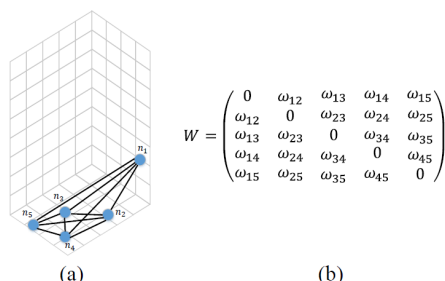 n₁
n₃
n₅
n₂
n₄
(a)
W = ( 0 ω₁₂ ω₁₃ ω₁₄ ω₁₅
ω₁₂ 0 ω₂₃ ω₂₄ ω₂₅
ω₁₃ ω₂₃ 0 ω₃₄ ω₃₅
ω₁₄ ω₂₄ ω₃₄ 0 ω₄₅
ω₁₅ ω₂₅ ω₃₅ ω₄₅ 0 )
(b)